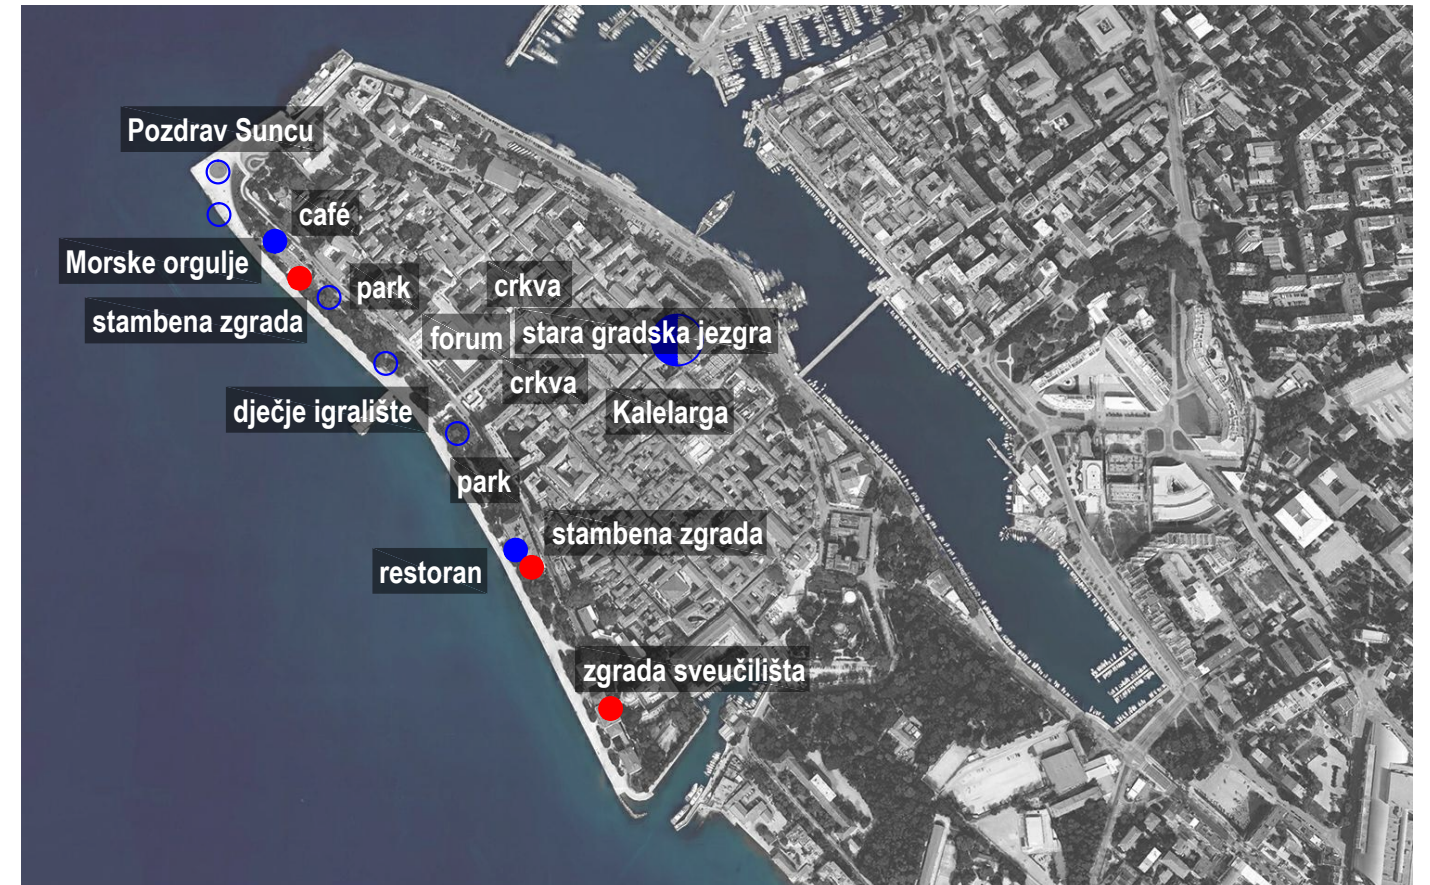 Pozdrav Suncu
café
Morske orgulje
park
crkva
stambena zgrada
forum
stara gradska jezgra
crkva
dječje igralište
Kalelarga
park
stambena zgrada
restoran
zgrada sveučilišta